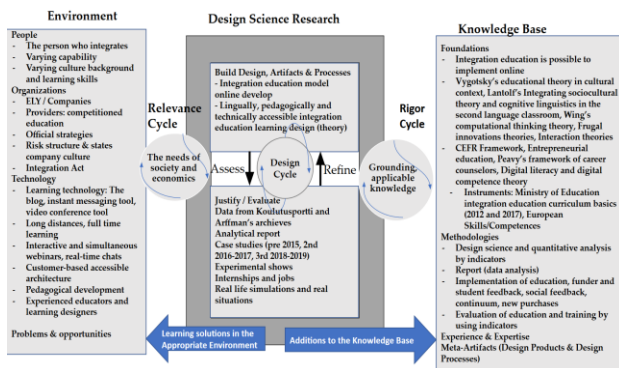 Environment
People
- The person who integrates
- Varying capability
- Varying culture background
and learning skills
Organizations
- ELY / Companies
- Providers: competitioned
education
- Official strategies
- Risk structure & states
company culture
- Integration Act
Technology
- Learning technology: The
blog, instant messaging tool,
video conference tool
- Long distances, full time
learning
- Interactive and simultaneous
webinars, real-time chats
- Customer-based accessible
architecture
- Pedagogical development
- Experienced educators and
learning designers
Problems & opportunities
Relevance
Cycle
The needs of
society and
economics
Design Science Research
Build Design, Artifacts & Processes
- Integration education model
online develop
- Lingually, pedagogically and
technically accessible integration
education learning design (theory)
Assess
Design
Cycle
Refine
Justify / Evaluate
Data from Koulutusportti and
Arffman's archieves
Analytical report
Case studies (pre 2015, 2nd
2016-2017, 3rd 2018-2019)
Experimental shows
Internships and jobs
Real life simulations and real
situations
Learning solutions in the
Appropriate Environment
Additions to the Knowledge Base
Rigor
Cycle
Grounding,
applicable
knowledge
Knowledge Base
Foundations
- Integration education is possible to
implement online
- Vygotsky's educational theory in cultural
context, Lantolf's Integrating sociocultural
theory and cognitive linguistics in the
second language classroom, Wing's
computational thinking theory, Frugal
innovations theories, Interaction theories
- CEFR Framework, Entrepreneurial
education, Peavy's framework of career
counselors, Digital literacy and digital
competence theory
- Instruments: Ministry of Education
integration education curriculum basics
(2012 and 2017), European
Skills/Competences
Methodologies
- Design science and quantitative analysis by
indicators
- Report (data analysis)
- Implementation of education, funder and
student feedback, social feedback,
continuum, new purchases
- Evaluation of education and training by
using indicators
Experience & Expertise
Meta-Artifacts (Design Products & Design
Processes)